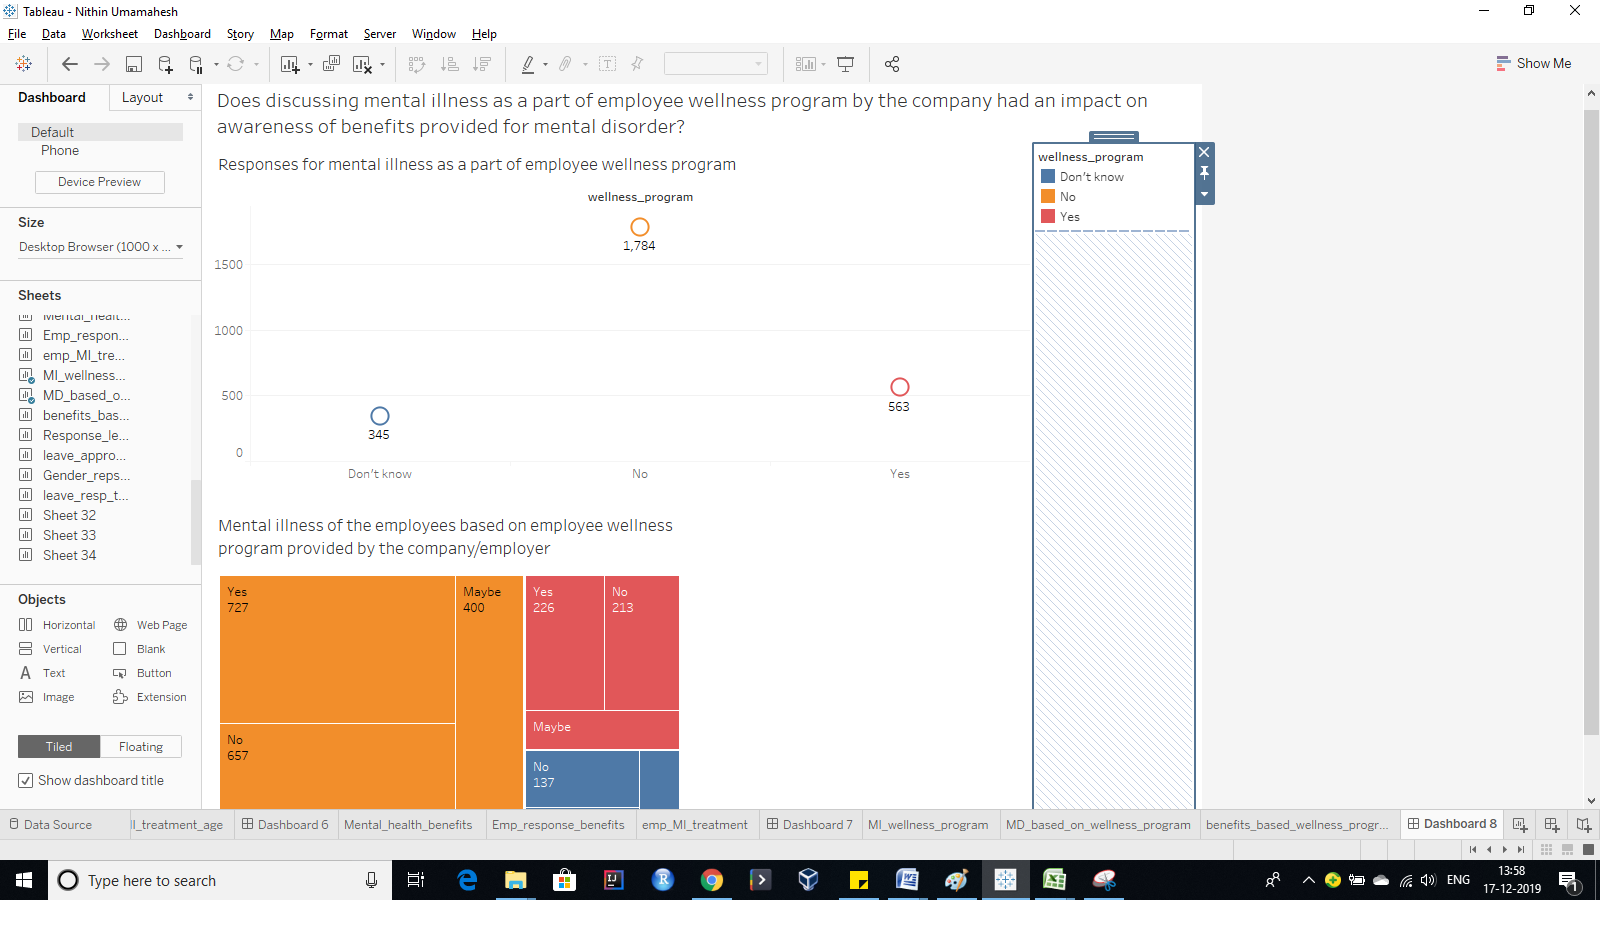 Tableau - Nithin Umamahesh
File Data Worksheet Dashboard Story Map Format Server Window Help
Show Me
Dashboard Layout
Default
Phone
Device Preview
Size
Desktop Browser (1000 x ...
Sheets
Mental_healt...
Emp_respon...
emp_MI_tre...
MI_wellness...
MD_based_o...
benefits_bas...
Response_le...
leave_appro...
Gender_reps...
leave_resp_t...
Sheet 32
Sheet 33
Sheet 34
Objects
Horizontal Web Page
Vertical Blank
Text Button
Image Extension
Tiled Floating
Show dashboard title
Does discussing mental illness as a part of employee wellness program by the company had an impact on
awareness of benefits provided for mental disorder?
Responses for mental illness as a part of employee wellness program
wellness_program
1,784
1500
1000
500
563
345
0
Don't know No Yes
wellness_program
Don't know
No
Yes
Mental illness of the employees based on employee wellness
program provided by the company/employer
Yes
727
Maybe
400
Yes
226
No
213
No
657
Maybe
No
137
Data Source I_treatment_age Dashboard 6 Mental_health_benefits Emp_response_benefits emp_MI_treatment Dashboard 7 MI_wellness_program MD_based_on_wellness_program benefits_based_wellness_progr... Dashboard 8
Type here to search
ENG
13:58
17-12-2019
1